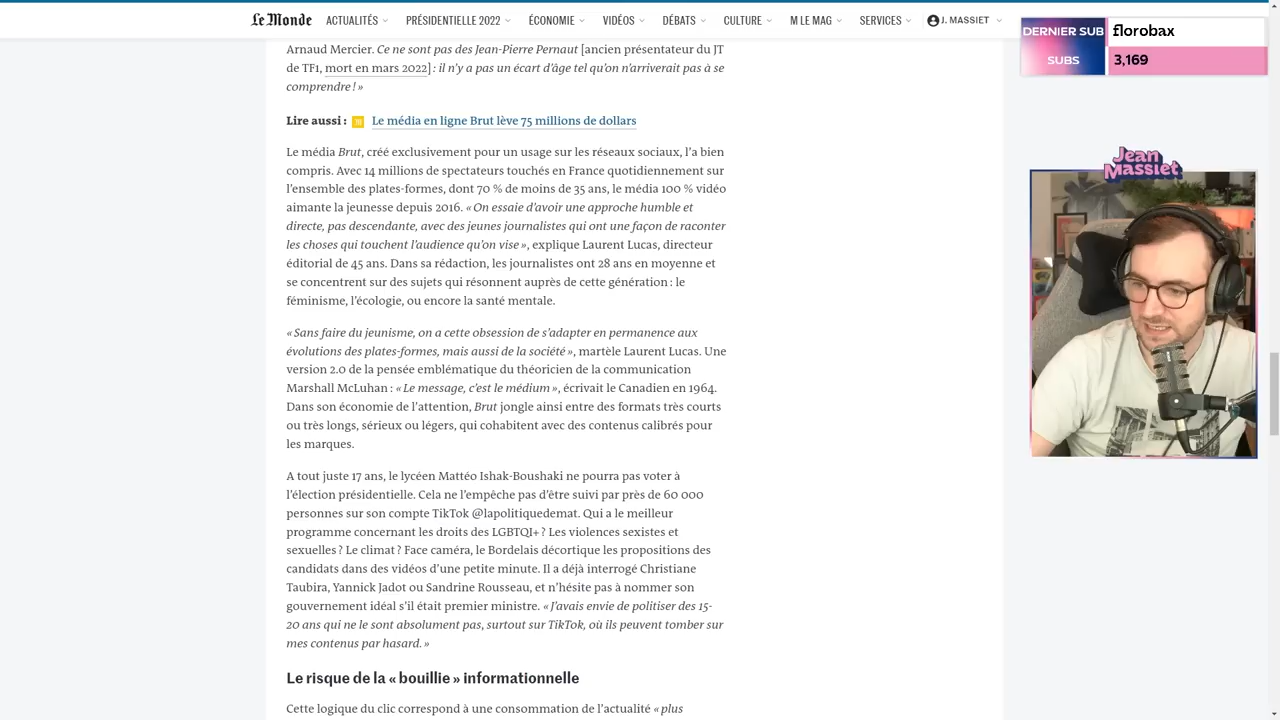 Le Monde
ACTUALITÉS PRÉSIDENTIELLE 2022 ÉCONOMIE VIDÉOS DÉBATS CULTURE M LE MAG SERVICES J. MASSIET
DERNIER SUB florobax
SUBS 3,169
Jean
Massiet
Arnaud Mercier. Ce ne sont pas des Jean-Pierre Pernaut [ancien présentateur du JT
de TF1, mort en mars 2022] : il n’y a pas un écart d’âge tel qu’on n’arriverait pas à se
comprendre ! »
Lire aussi : Le média en ligne Brut lève 75 millions de dollars
Le média Brut, créé exclusivement pour un usage sur les réseaux sociaux, l’a bien
compris. Avec 14 millions de spectateurs touchés en France quotidiennement sur
l’ensemble des plates-formes, dont 70 % de moins de 35 ans, le média 100 % vidéo
aimante la jeunesse depuis 2016. « On essaie d’avoir une approche humble et
directe, pas descendante, avec des jeunes journalistes qui ont une façon de raconter
les choses qui touchent l’audience qu’on vise », explique Laurent Lucas, directeur
éditorial de 45 ans. Dans sa rédaction, les journalistes ont 28 ans en moyenne et
se concentrent sur des sujets qui résonnent auprès de cette génération : le
féminisme, l’écologie, ou encore la santé mentale.
« Sans faire du jeunisme, on a cette obsession de s’adapter en permanence aux
évolutions des plates-formes, mais aussi de la société », martèle Laurent Lucas. Une
version 2.0 de la pensée emblématique du théoricien de la communication
Marshall McLuhan : « Le message, c’est le médium », écrivait le Canadien en 1964.
Dans son économie de l’attention, Brut jongle ainsi entre des formats très courts
ou très longs, sérieux ou légers, qui cohabitent avec des contenus calibrés pour
les marques.
A tout juste 17 ans, le lycéen Mattéo Ishak-Boushaki ne pourra pas voter à
l’élection présidentielle. Cela ne l’empêche pas d’être suivi par près de 60 000
personnes sur son compte TikTok @lapolitiquedemat. Qui a le meilleur
programme concernant les droits des LGBTQI+ ? Les violences sexistes et
sexuelles ? Le climat ? Face caméra, le Bordelais décortique les propositions des
candidats dans des vidéos d’une petite minute. Il a déjà interrogé Christiane
Taubira, Yannick Jadot ou Sandrine Rousseau, et n’hésite pas à nommer son
gouvernement idéal s’il était premier ministre. « J’avais envie de politiser des 15-
20 ans qui ne le sont absolument pas, surtout sur TikTok, où ils peuvent tomber sur
mes contenus par hasard. »
Le risque de la « bouillie » informationnelle
Cette logique du clic correspond à une consommation de l’actualité « plus